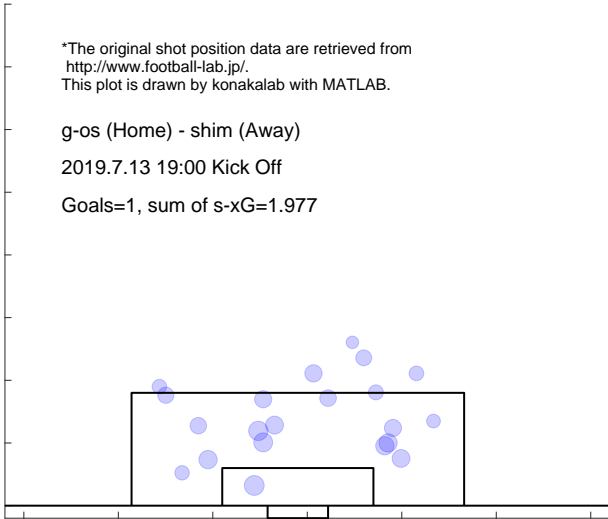 *The original shot position data are retrieved from
http://www.football-lab.jp/.
This plot is drawn by konakalab with MATLAB.
g-os (Home) - shim (Away)
2019.7.13 19:00 Kick Off
Goals=1, sum of s-xG=1.977